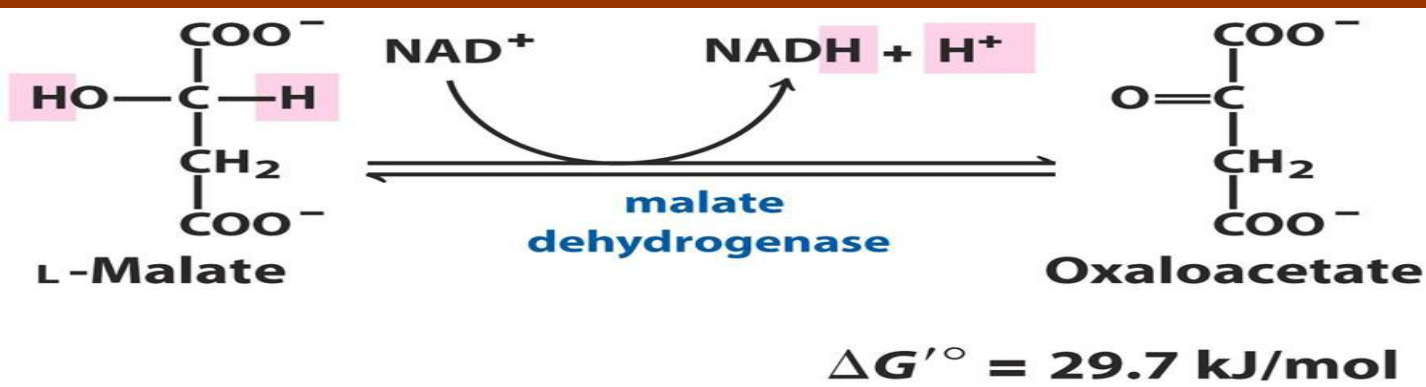 COO⁻ NAD⁺ NADH + H⁺ COO⁻
HO—C—H O=C
CH₂ CH₂
COO⁻ malate COO⁻
dehydrogenase
L-Malate Oxaloacetate
ΔG′° = 29.7 kJ/mol